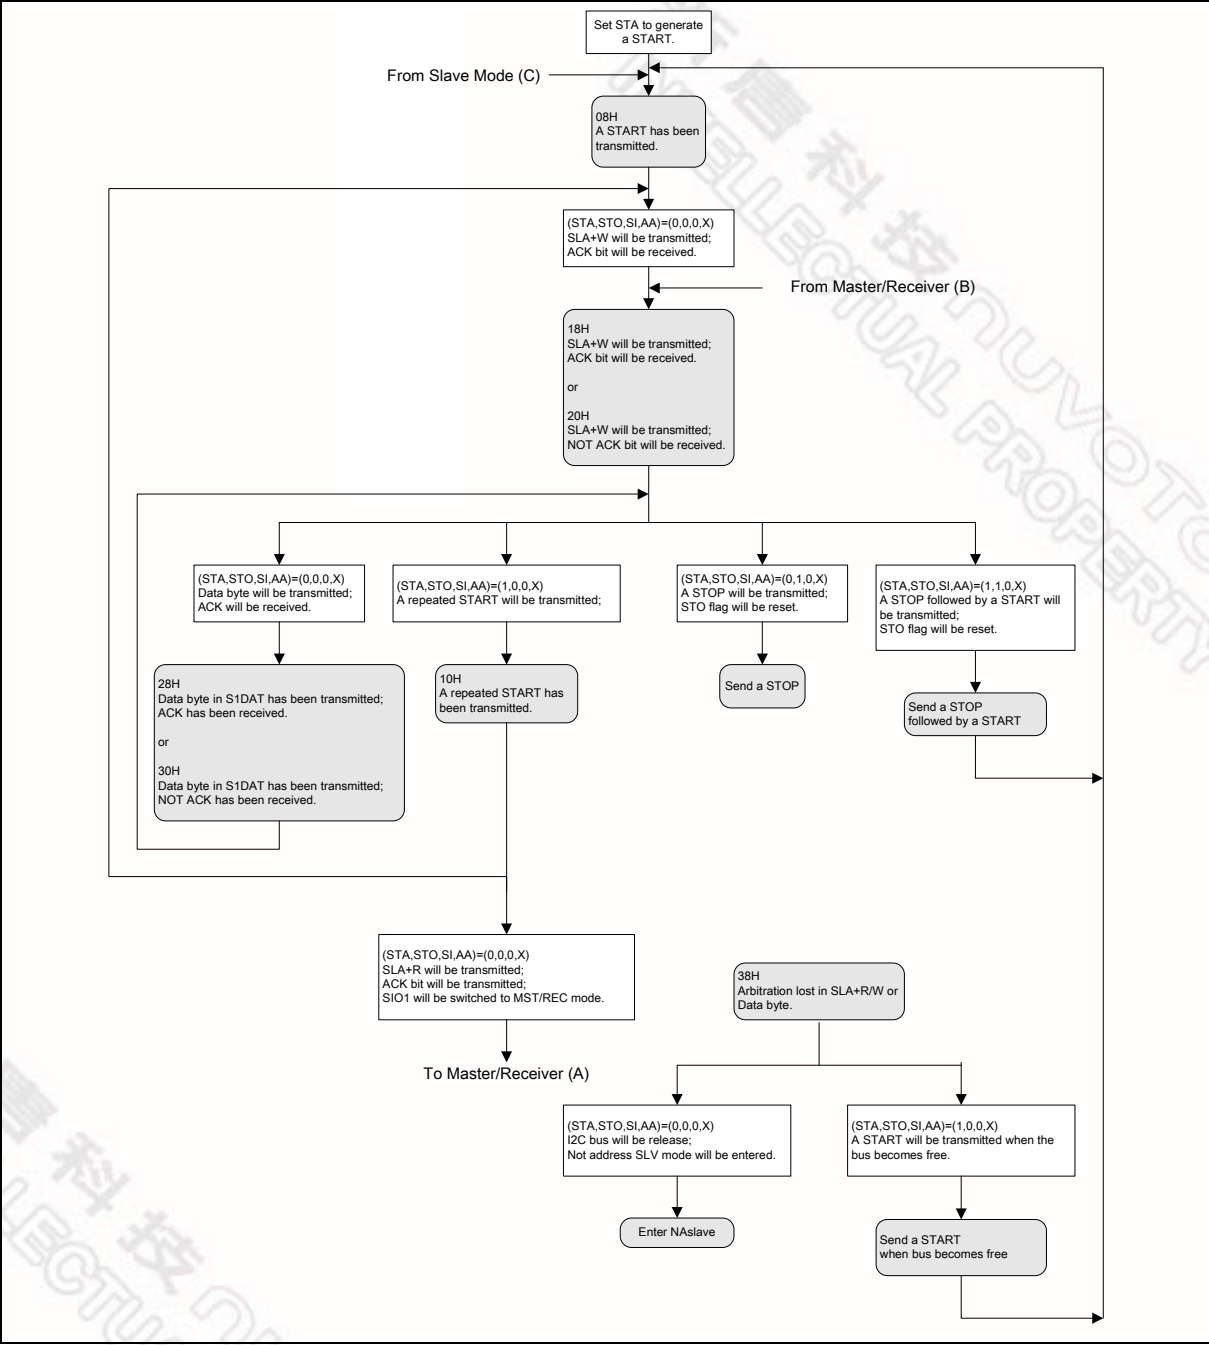 Set STA to generate
a START.
From Slave Mode (C)
08H
A START has been
transmitted.
(STA,STO,SI,AA)=(0,0,0,X)
SLA+W will be transmitted;
ACK bit will be received.
From Master/Receiver (B)
18H
SLA+W will be transmitted;
ACK bit will be received.
or
20H
SLA+W will be transmitted;
NOT ACK bit will be received.
(STA,STO,SI,AA)=(0,0,0,X)
Data byte will be transmitted;
ACK will be received.
(STA,STO,SI,AA)=(1,0,0,X)
A repeated START will be transmitted;
(STA,STO,SI,AA)=(0,1,0,X)
A STOP will be transmitted;
STO flag will be reset.
(STA,STO,SI,AA)=(1,1,0,X)
A STOP followed by a START will
be transmitted;
STO flag will be reset.
28H
Data byte in S1DAT has been transmitted;
ACK has been received.
or
30H
Data byte in S1DAT has been transmitted;
NOT ACK has been received.
10H
A repeated START has
been transmitted.
Send a STOP
Send a STOP
followed by a START
(STA,STO,SI,AA)=(0,0,0,X)
SLA+R will be transmitted;
ACK bit will be transmitted;
SIO1 will be switched to MST/REC mode.
To Master/Receiver (A)
38H
Arbitration lost in SLA+R/W or
Data byte.
(STA,STO,SI,AA)=(0,0,0,X)
I2C bus will be release;
Not address SLV mode will be entered.
(STA,STO,SI,AA)=(1,0,0,X)
A START will be transmitted when the
bus becomes free.
Enter NAslave
Send a START
when bus becomes free